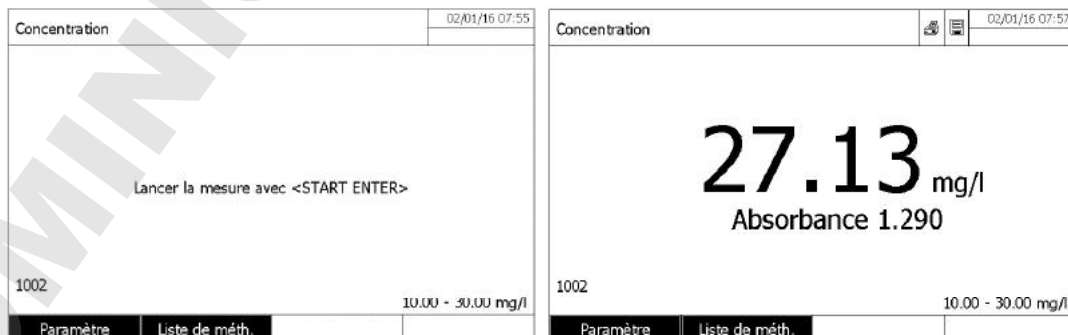 Concentration
02/01/16 07:55
Lancer la mesure avec <START ENTER>
1002
10.00 - 30.00 mg/l
Paramètre
Liste de méth.
Concentration
02/01/16 07:57
27.13 mg/l
Absorbance 1.290
1002
10.00 - 30.00 mg/l
Paramètre
Liste de méth.